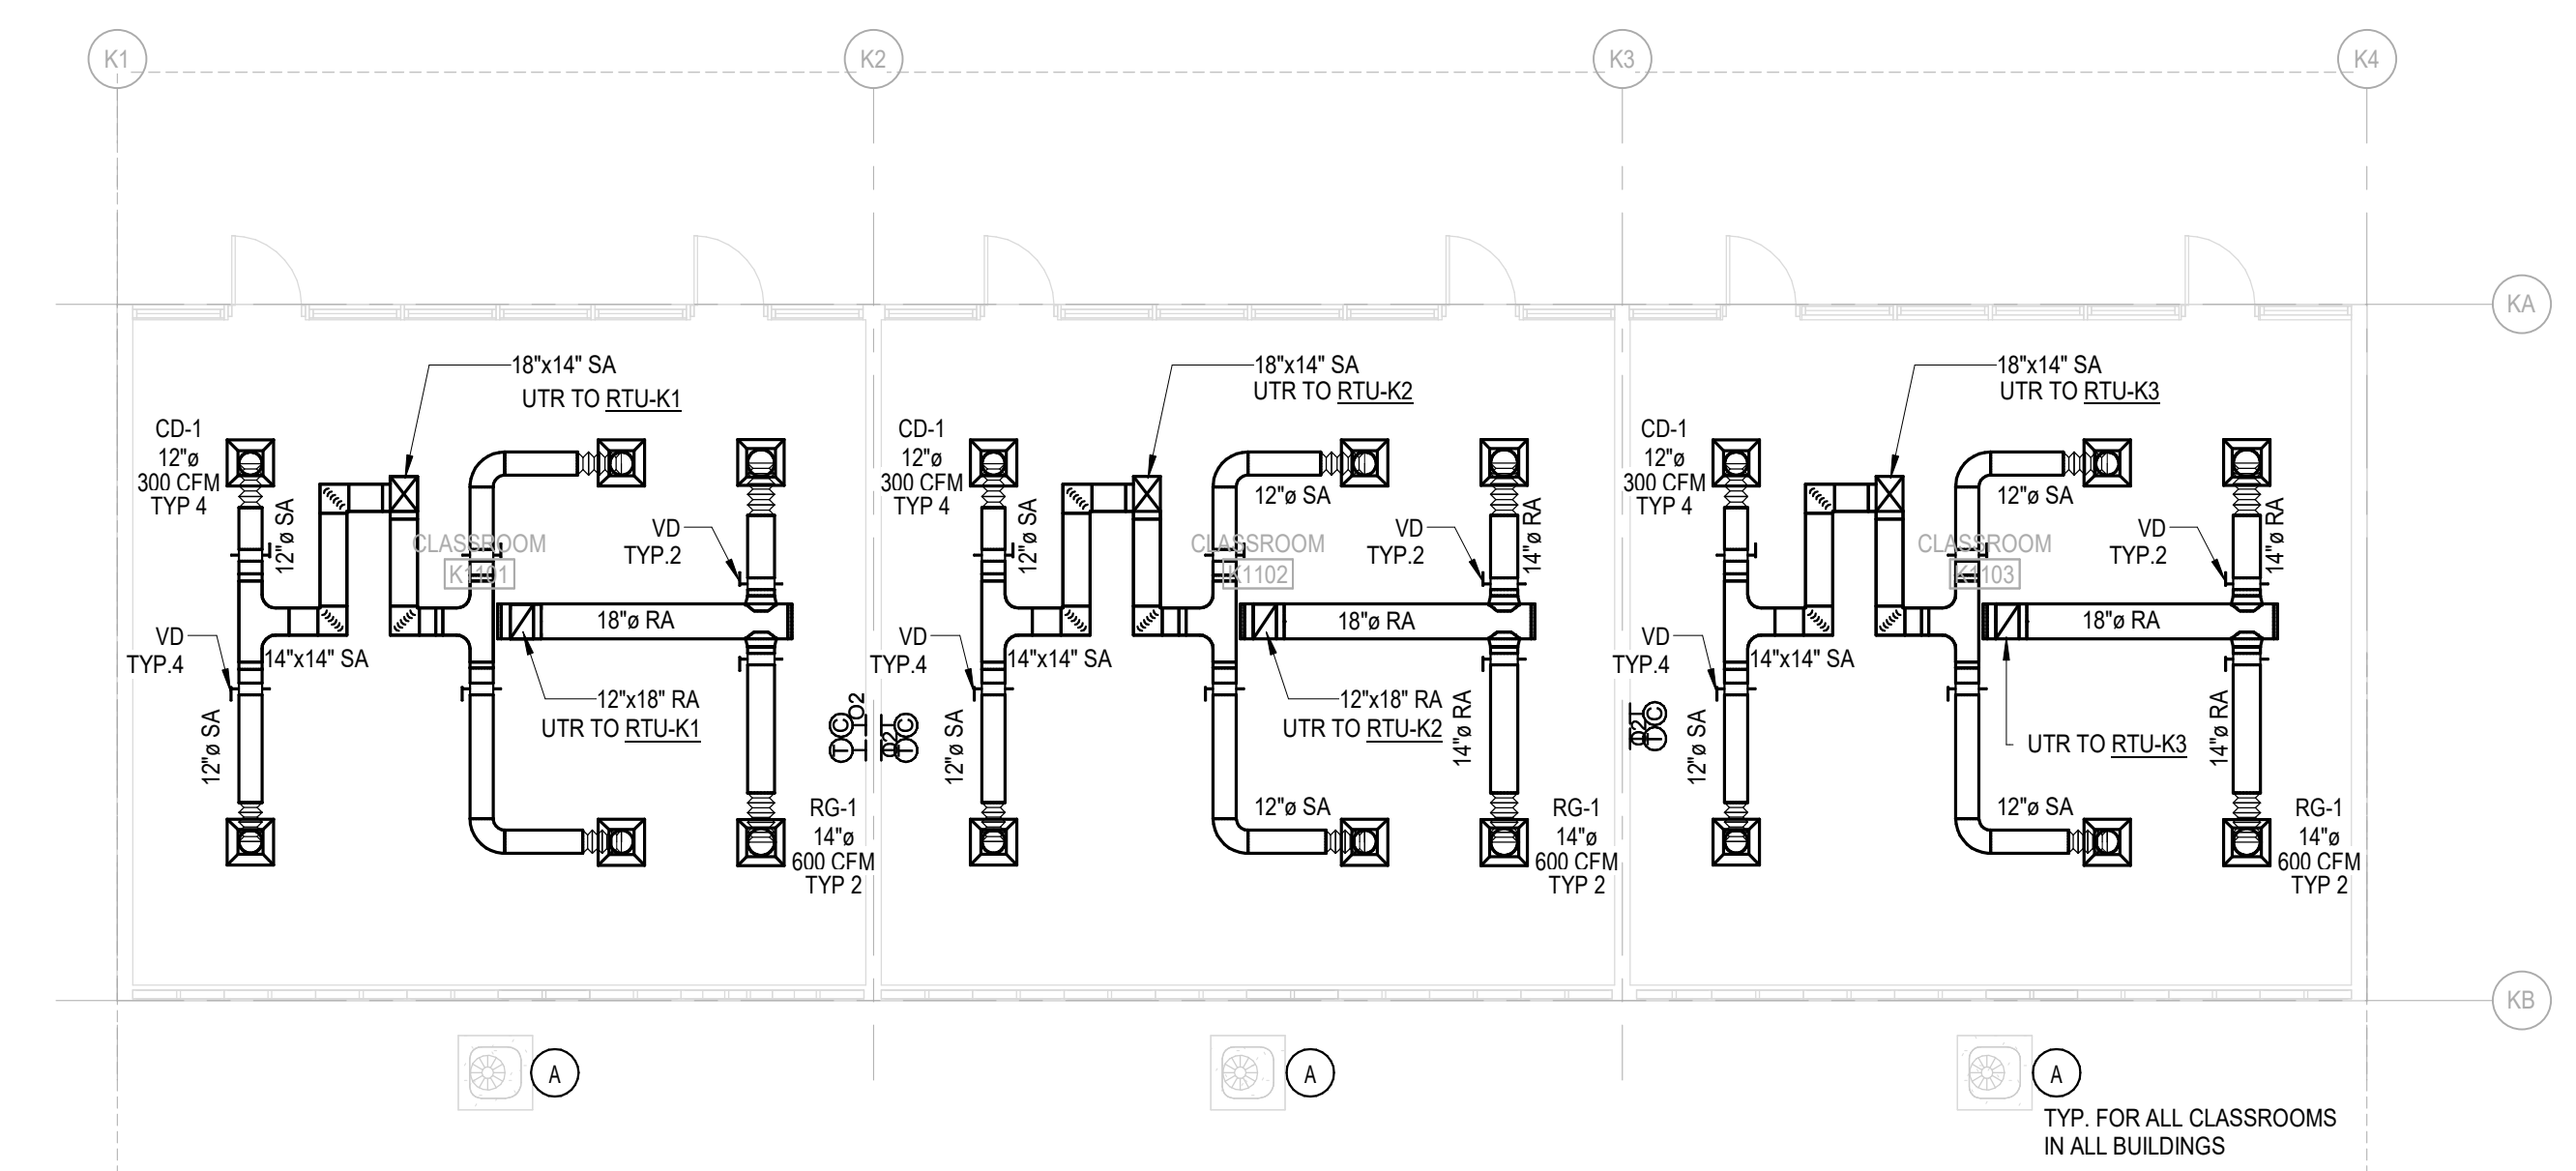 K1
K2
K3
K4
KA
18"x14" SA
UTR TO RTU-K1
CD-1
12"ø
300 CFM
TYP 4
12"ø SA
VD
TYP.2
CLASSROOM
K1101
18"ø RA
VD
TYP.4
14"x14" SA
12"x18" RA
UTR TO RTU-K1
12"ø SA
RG-1
14"ø
600 CFM
TYP 2
T
C
O2
18"x14" SA
UTR TO RTU-K2
CD-1
12"ø
300 CFM
TYP 4
12"ø SA
12"ø SA
VD
TYP.2
14"ø RA
CLASSROOM
K1102
18"ø RA
VD
TYP.4
14"x14" SA
12"x18" RA
UTR TO RTU-K2
O2
T
C
12"ø SA
14"ø RA
12"ø SA
RG-1
14"ø
600 CFM
TYP 2
18"x14" SA
UTR TO RTU-K3
CD-1
12"ø
300 CFM
TYP 4
12"ø SA
VD
TYP.2
14"ø RA
CLASSROOM
K1103
18"ø RA
VD
TYP.4
14"x14" SA
UTR TO RTU-K3
O2
T
C
12"ø SA
14"ø RA
12"ø SA
RG-1
14"ø
600 CFM
TYP 2
KB
A
A
A
TYP. FOR ALL CLASSROOMS
IN ALL BUILDINGS